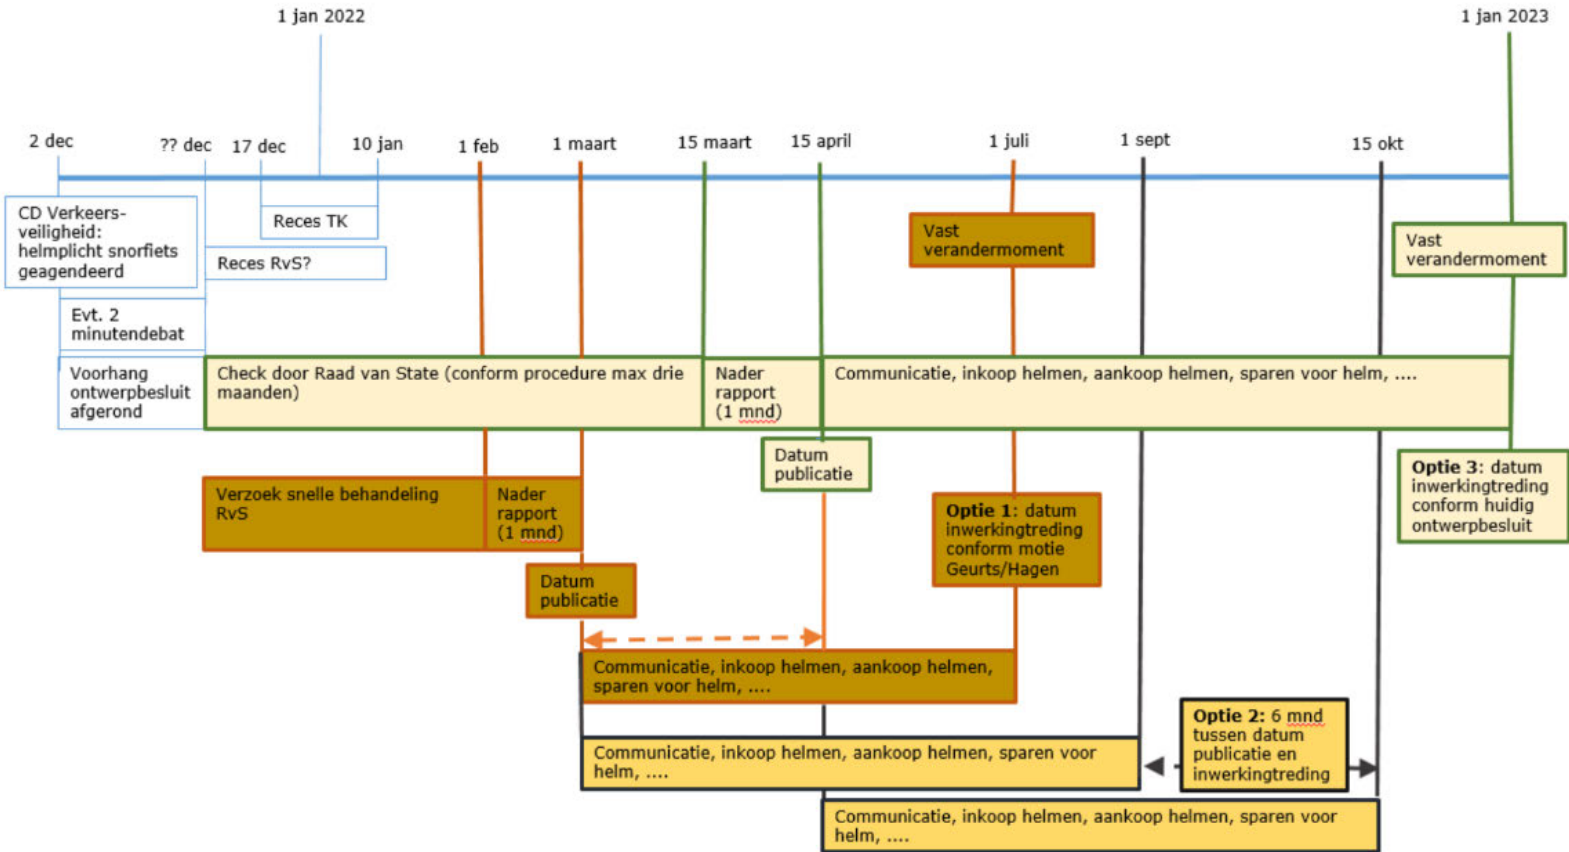 1 jan 2022
1 jan 2023
2 dec
?? dec
17 dec
10 jan
1 feb
1 maart
15 maart
15 april
1 juli
1 sept
15 okt
CD Verkeers-
veiligheid:
helmplicht snorfiets
geagendeerd
Reces TK
Reces RvS?
Vast
verandermoment
Vast
verandermoment
Evt. 2
minutendebat
Voorhang
ontwerpbesluit
afgerond
Check door Raad van State (conform procedure max drie
maanden)
Nader
rapport
(1 mnd)
Communicatie, inkoop helmen, aankoop helmen, sparen voor helm, ....
Datum
publicatie
Optie 3: datum
inwerkingtreding
conform huidig
ontwerpbesluit
Verzoek snelle behandeling
RvS
Nader
rapport
(1 mnd)
Optie 1: datum
inwerkingtreding
conform motie
Geurts/Hagen
Datum
publicatie
Communicatie, inkoop helmen, aankoop helmen,
sparen voor helm, ....
Optie 2: 6 mnd
tussen datum
publicatie en
inwerkingtreding
Communicatie, inkoop helmen, aankoop helmen, sparen voor
helm, ....
Communicatie, inkoop helmen, aankoop helmen, sparen voor
helm, ....